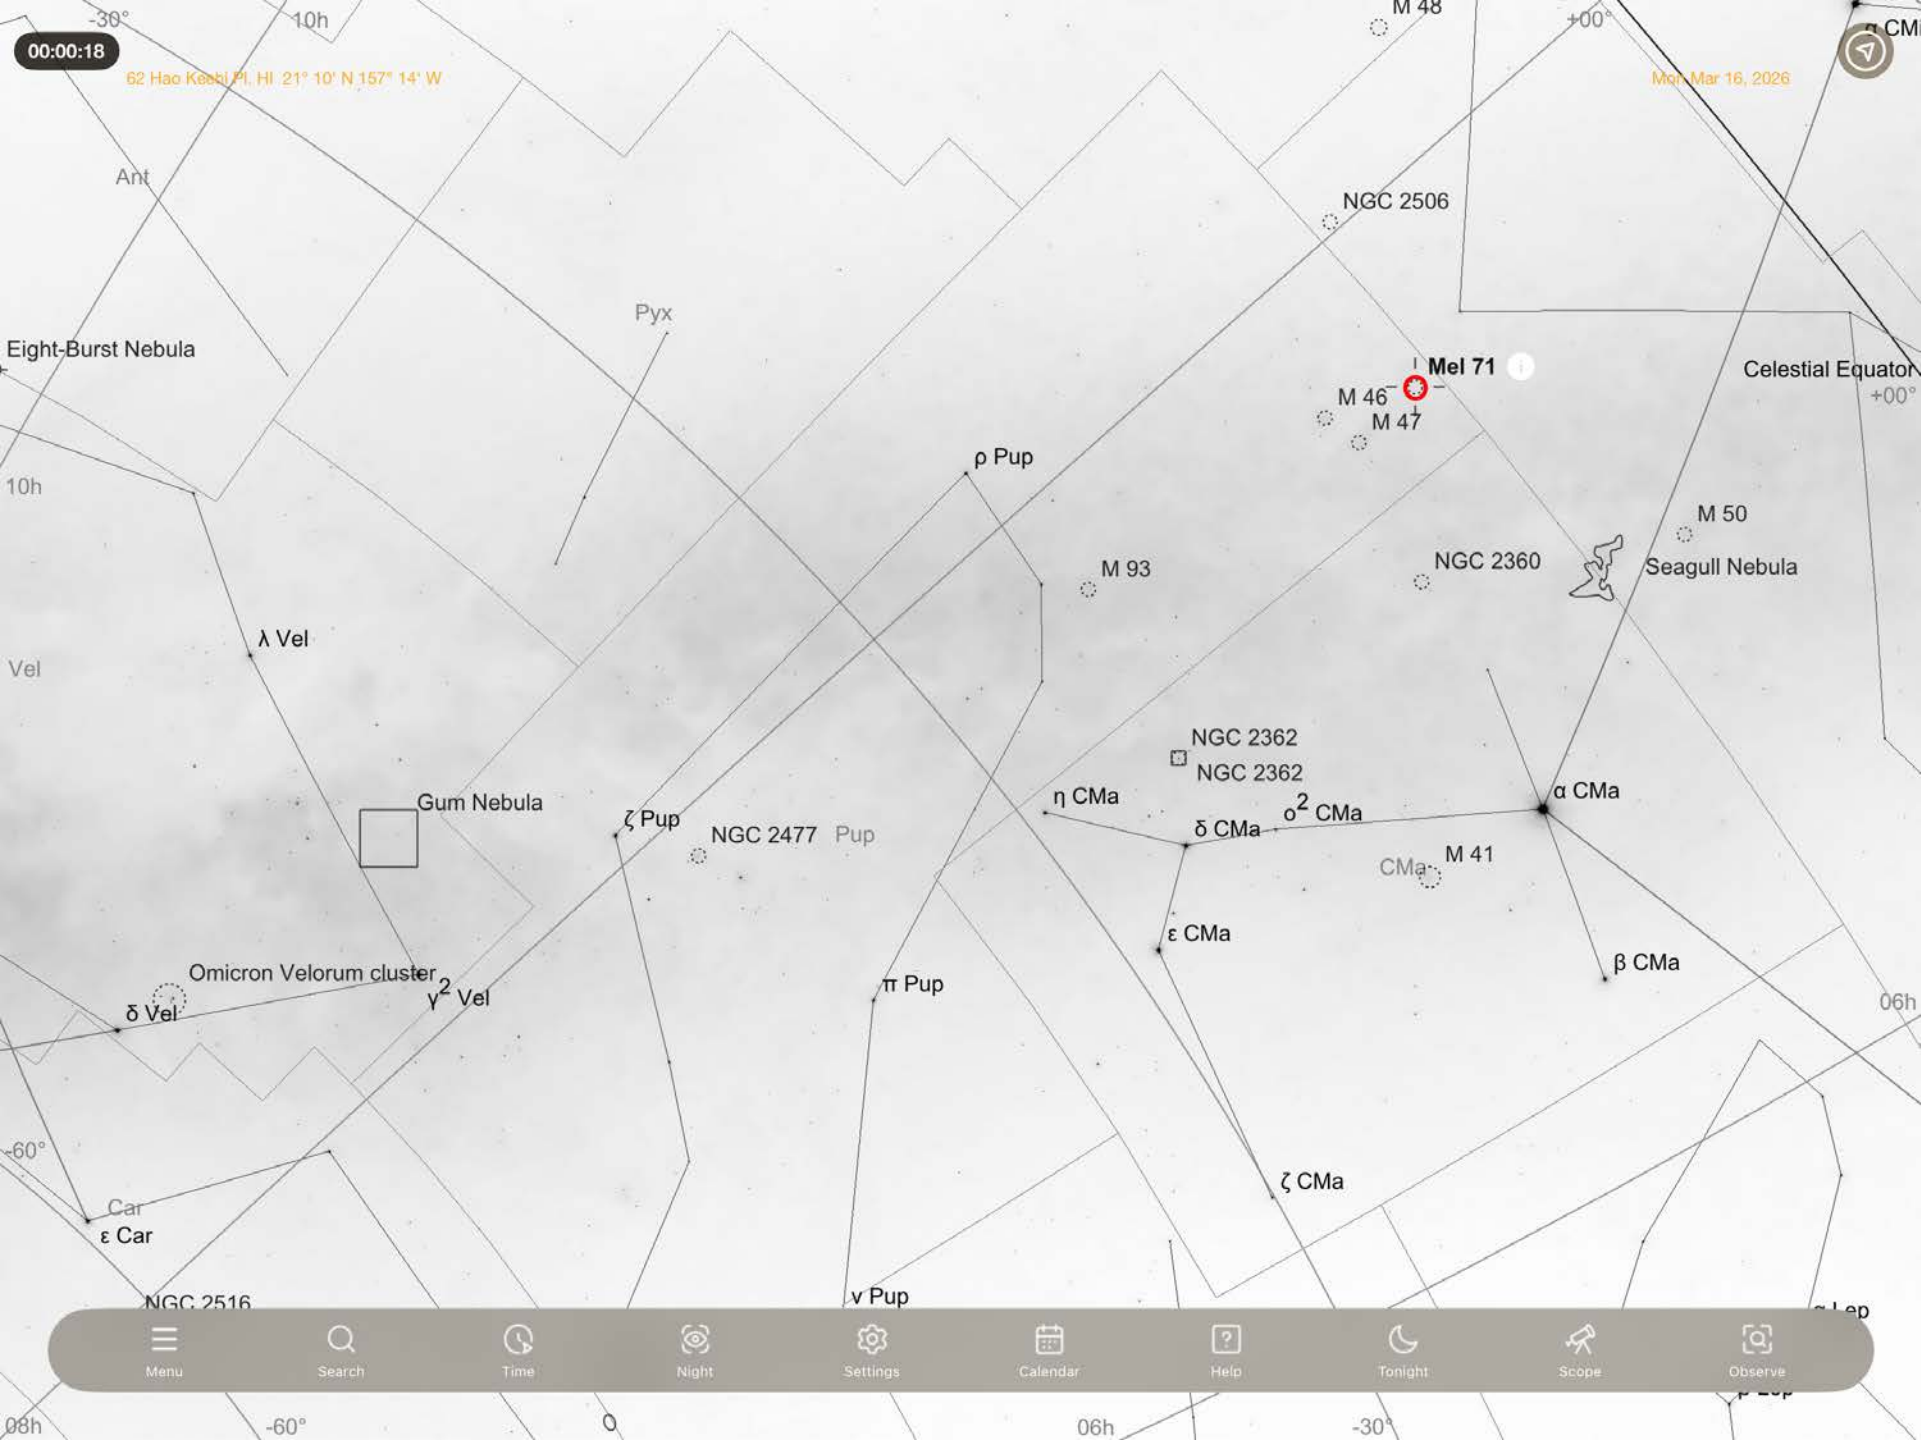 -30°
10h
M 48
+00°
α CMi
00:00:18
62 Hao Keehi Pl. HI 21° 10' N 157° 14' W
Mon Mar 16, 2026
Ant
NGC 2506
Pyx
Eight-Burst Nebula
Mel 71
i
Celestial Equator
+00°
M 46
M 47
ρ Pup
10h
M 50
M 93
NGC 2360
Seagull Nebula
λ Vel
Vel
NGC 2362
NGC 2362
Gum Nebula
η CMa
ο2 CMa
α CMa
ζ Pup
NGC 2477
Pup
δ CMa
M 41
CMa
ε CMa
Omicron Velorum cluster
γ2 Vel
δ Vel
π Pup
β CMa
06h
-60°
ζ CMa
Car
ε Car
NGC 2516
ν Pup
α Lep
Menu
Search
Time
Night
Settings
Calendar
Help
Tonight
Scope
Observe
β Lep
08h
-60°
06h
-30°